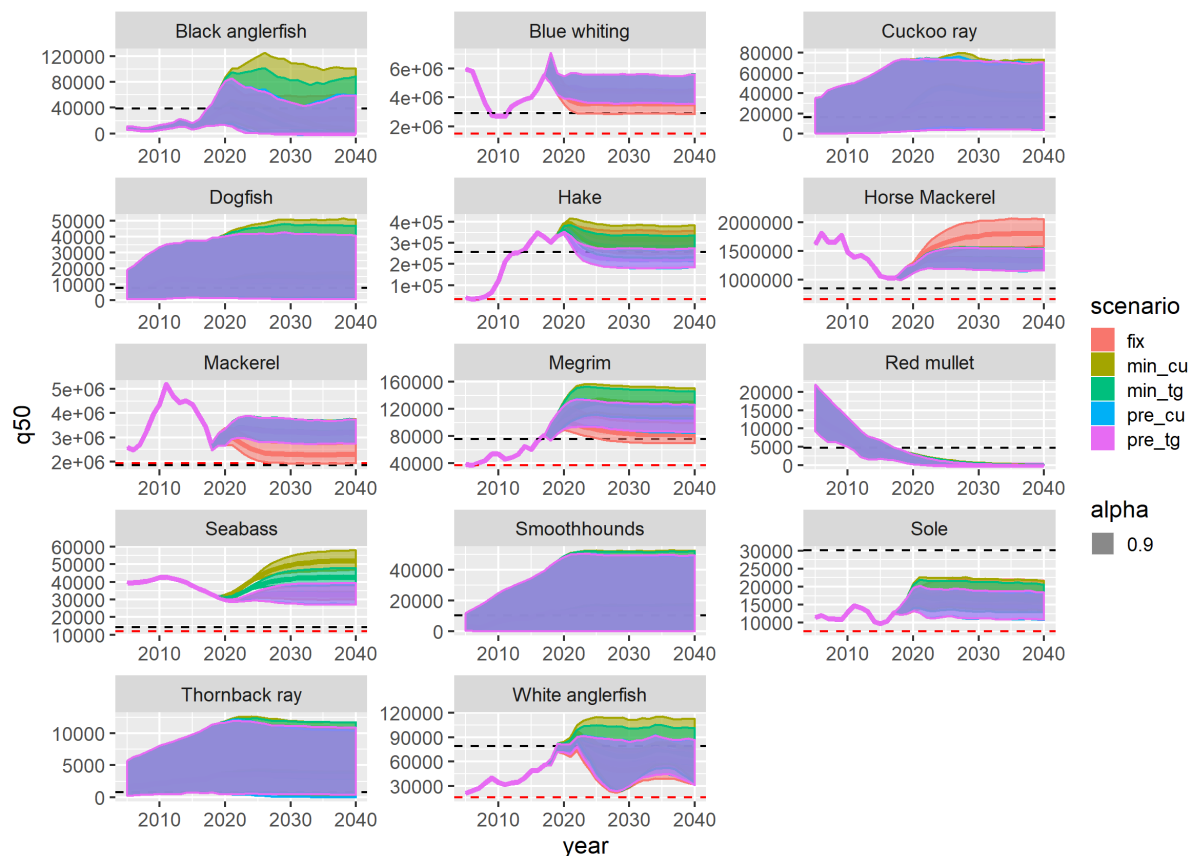 Black anglerfish
Blue whiting
Cuckoo ray
120000
80000
40000
0
6e+06
4e+06
2e+06
80000
60000
40000
20000
0
2010 2020 2030 2040
2010 2020 2030 2040
2010 2020 2030 2040
Dogfish
Hake
Horse Mackerel
50000
40000
30000
20000
10000
0
4e+05
3e+05
2e+05
1e+05
2000000
1500000
1000000
2010 2020 2030 2040
2010 2020 2030 2040
2010 2020 2030 2040
Mackerel
Megrim
Red mullet
5e+06
4e+06
3e+06
2e+06
160000
120000
80000
40000
20000
15000
10000
5000
0
2010 2020 2030 2040
2010 2020 2030 2040
2010 2020 2030 2040
Seabass
Smoothhounds
Sole
60000
50000
40000
30000
20000
10000
40000
20000
0
30000
25000
20000
15000
10000
2010 2020 2030 2040
2010 2020 2030 2040
2010 2020 2030 2040
Thornback ray
White anglerfish
10000
5000
0
120000
90000
60000
30000
2010 2020 2030 2040
2010 2020 2030 2040
q50
year
scenario
fix
min_cu
min_tg
pre_cu
pre_tg
alpha
0.9